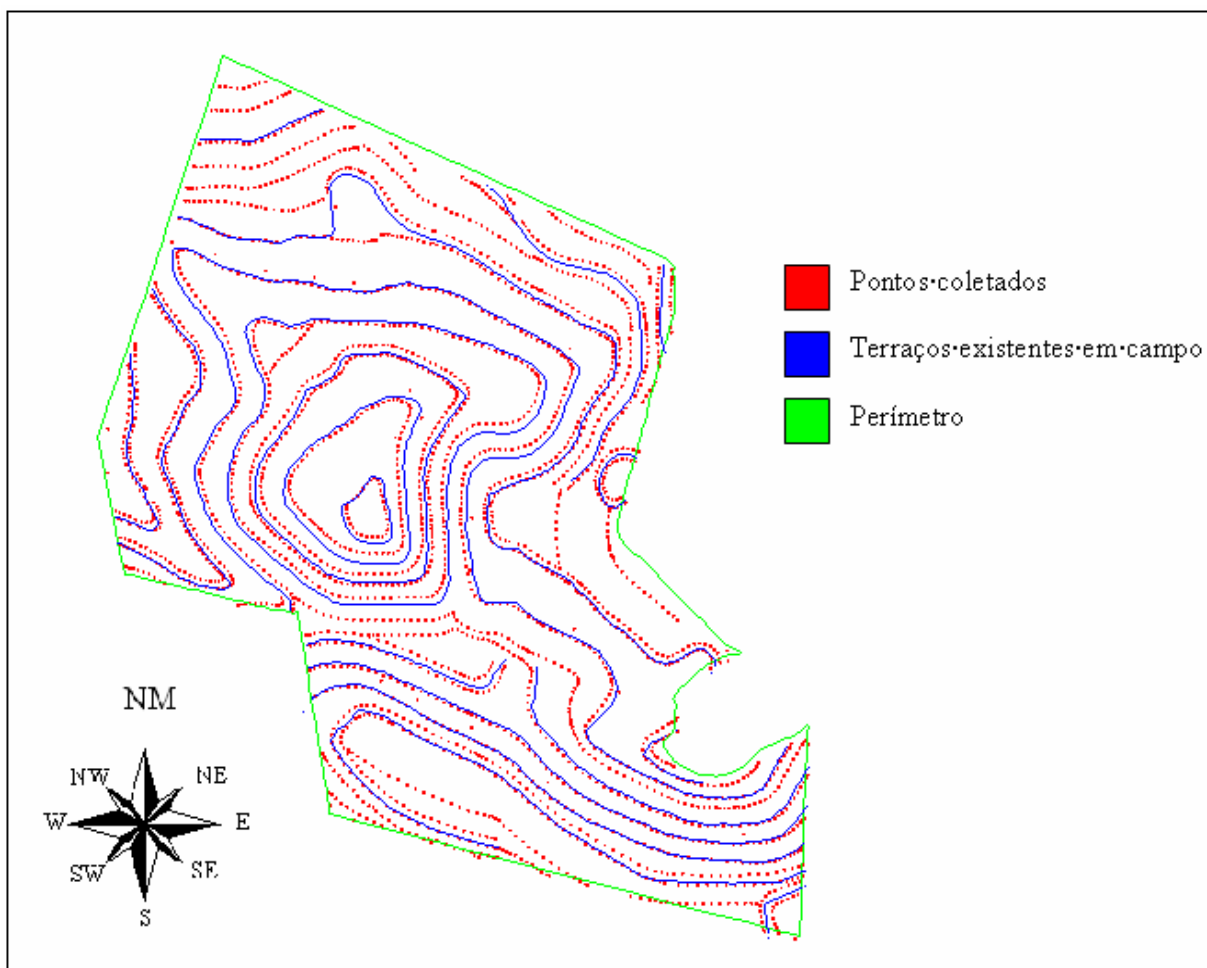 Pontos·coletados
Terraços·existentes·em·campo
Perímetro
NM
NW
NE
W
E
SW
SE
S